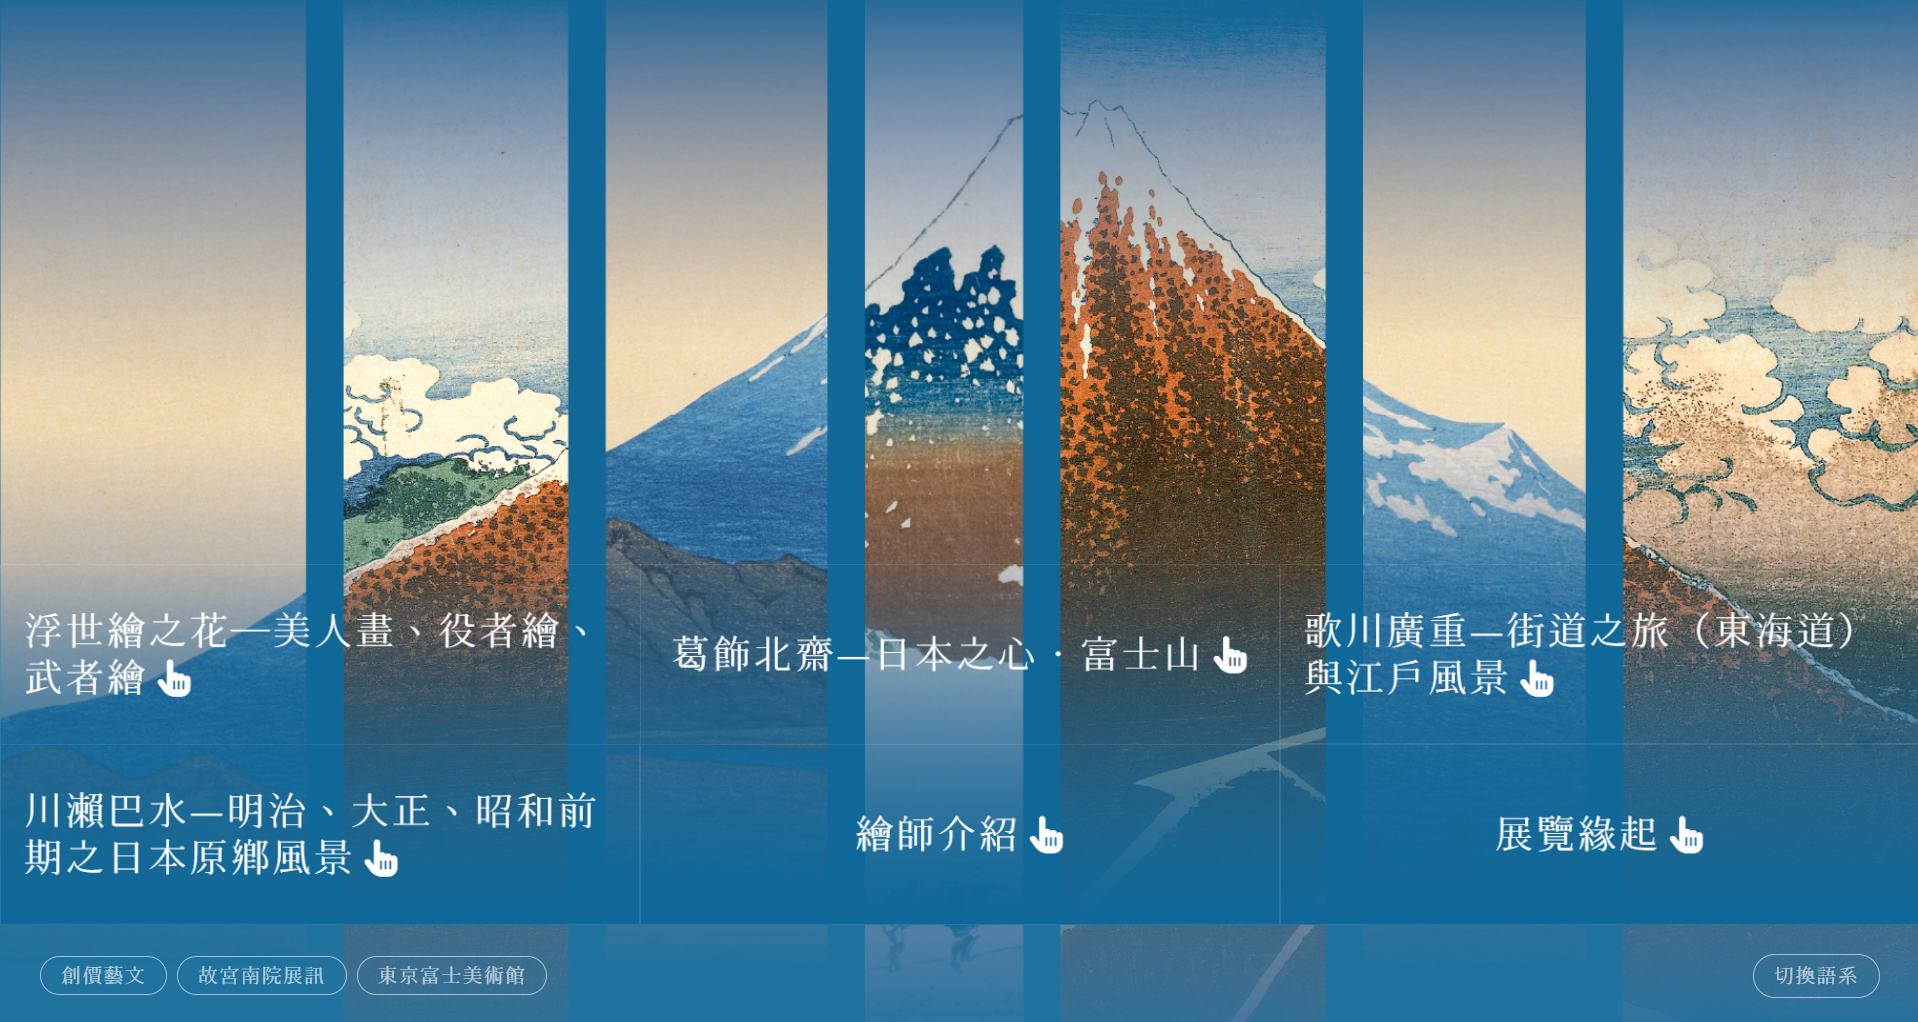 浮世繪之花—美人畫、役者繪、
武者繪
葛飾北齋—日本之心・富士山
歌川廣重—街道之旅（東海道）
與江戶風景
川瀨巴水—明治、大正、昭和前
期之日本原鄉風景
繪師介紹
展覽緣起
創價藝文
故宮南院展訊
東京富士美術館
切換語系